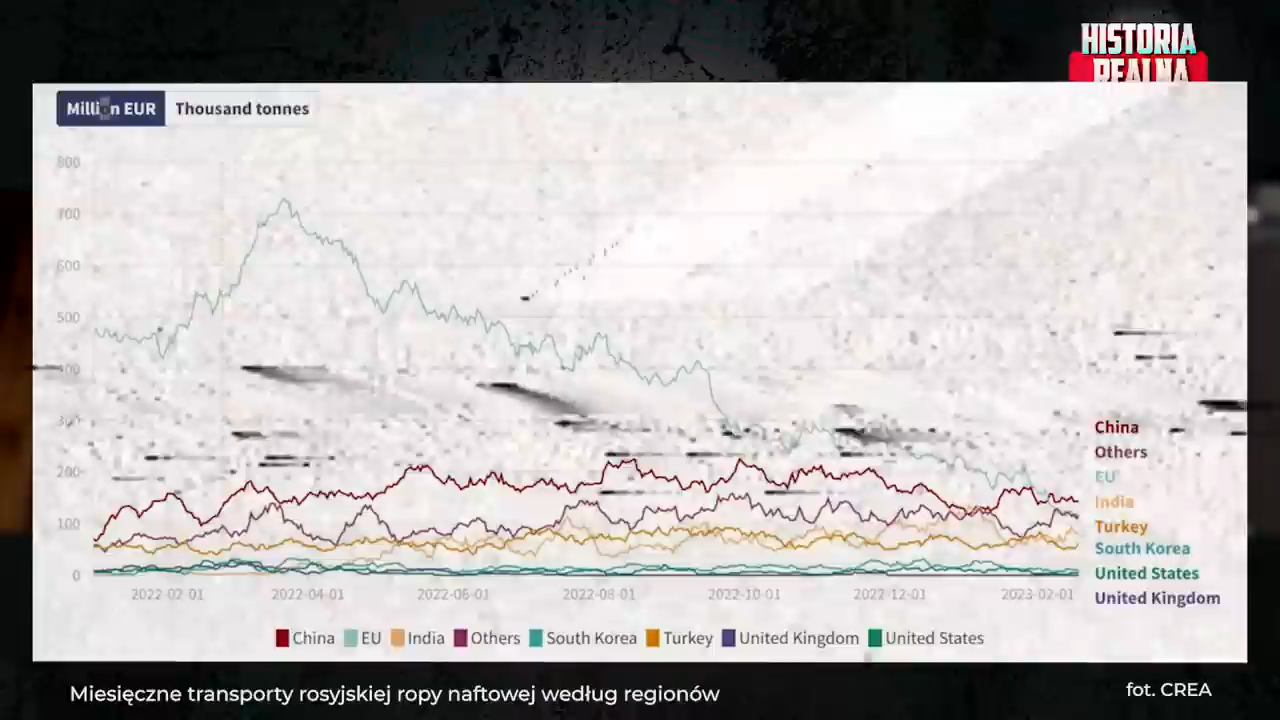 HISTORIA
REALNA
Million EUR Thousand tonnes
800
700
600
500
400
300
200
100
0
2022-02-01 2022-04-01 2022-06-01 2022-08-01 2022-10-01 2022-12-01 2023-02-01
China
Others
EU
India
Turkey
South Korea
United States
United Kingdom
China EU India Others South Korea Turkey United Kingdom United States
Miesięczne transporty rosyjskiej ropy naftowej według regionów
fot. CREA